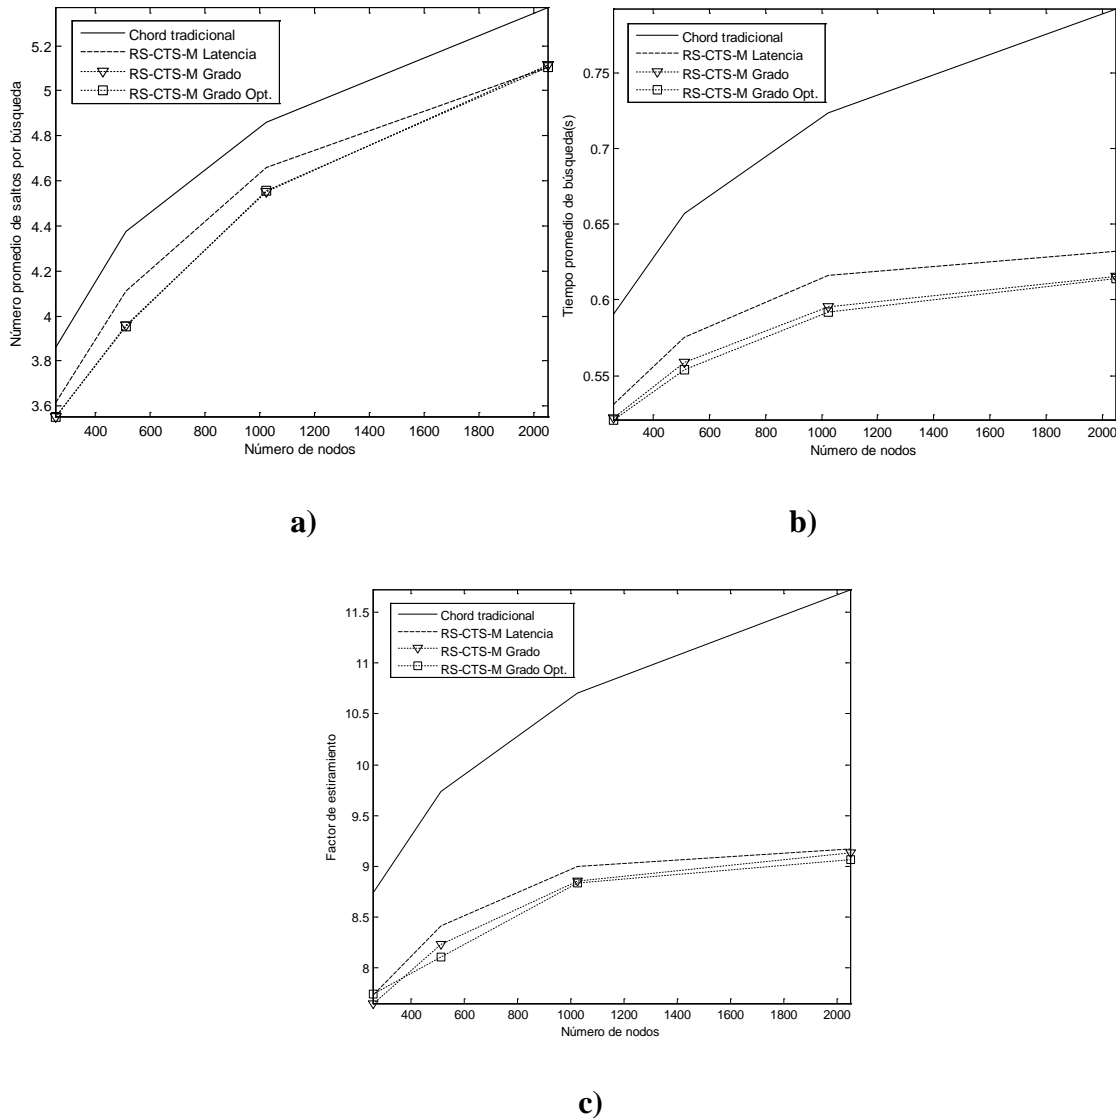 5.2
5
4.8
4.6
4.4
4.2
4
3.8
3.6
Número promedio de saltos por búsqueda
Chord tradicional
RS-CTS-M Latencia
RS-CTS-M Grado
RS-CTS-M Grado Opt.
400 600 800 1000 1200 1400 1600 1800 2000
Número de nodos
a)
0.75
0.7
0.65
0.6
0.55
Tiempo promedio de búsqueda(s)
Chord tradicional
RS-CTS-M Latencia
RS-CTS-M Grado
RS-CTS-M Grado Opt.
400 600 800 1000 1200 1400 1600 1800 2000
Número de nodos
b)
11.5
11
10.5
10
9.5
9
8.5
8
Factor de estiramiento
Chord tradicional
RS-CTS-M Latencia
RS-CTS-M Grado
RS-CTS-M Grado Opt.
400 600 800 1000 1200 1400 1600 1800 2000
Número de nodos
c)